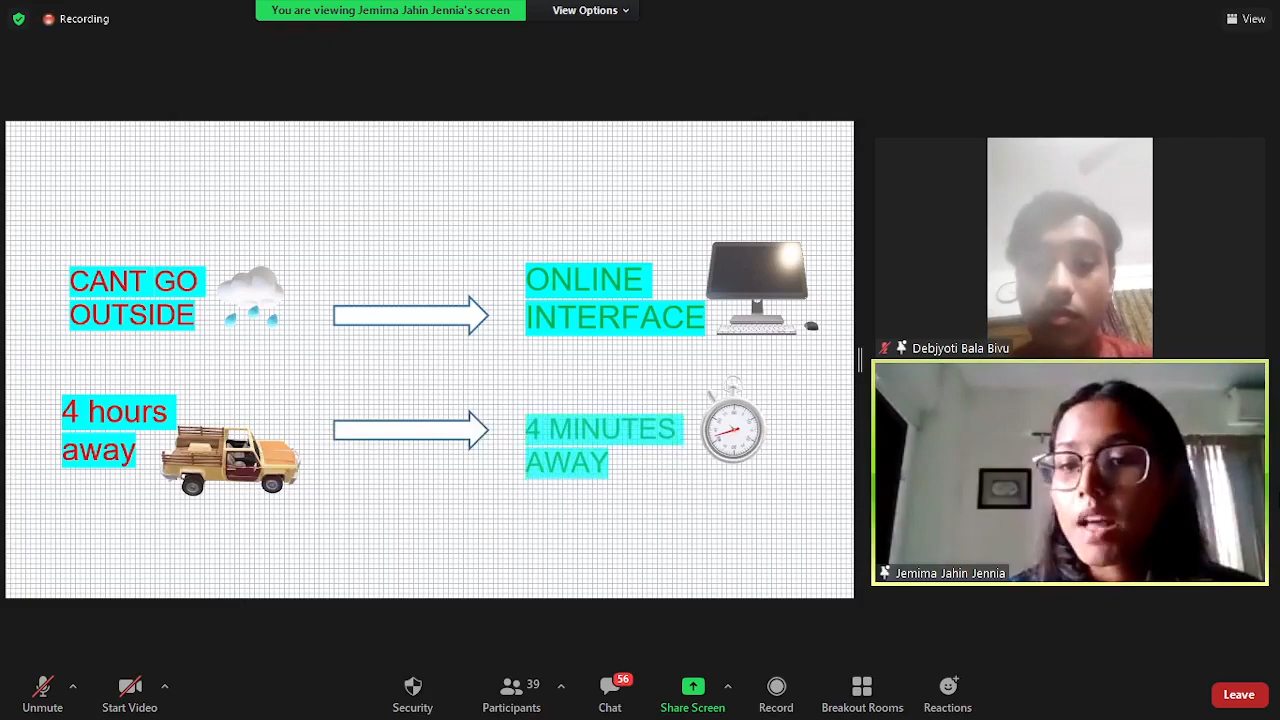 Recording
You are viewing Jemima Jahin Jennia's screen
View Options
View
CANT GO
OUTSIDE
ONLINE
INTERFACE
4 hours
away
4 MINUTES
AWAY
Debjyoti Bala Bivu
Jemima Jahin Jennia
Unmute
Start Video
Security
39
Participants
56
Chat
Share Screen
Record
Breakout Rooms
Reactions
Leave